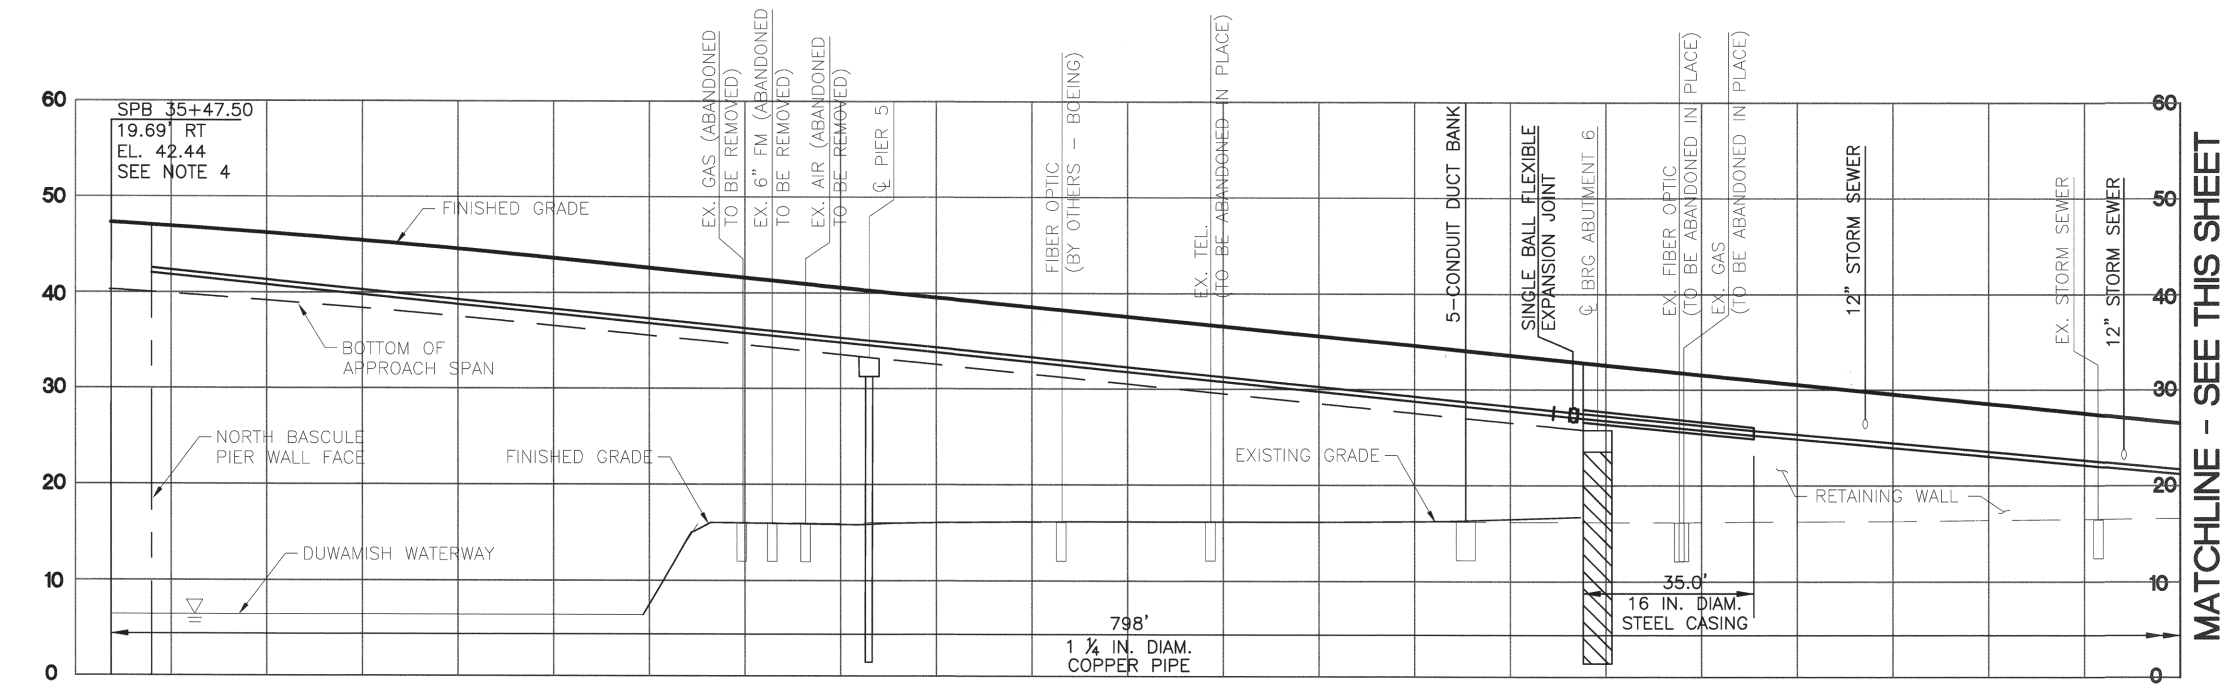 EX. GAS (ABANDONED
TO BE REMOVED)
EX. 6" FM (ABANDONED
TO BE REMOVED)
EX. AIR (ABANDONED
TO BE REMOVED)
℄ PIER 5
FIBER OPTIC
(BY OTHERS - BOEING)
EX. TEL.
(TO BE ABANDONED IN PLACE)
5-CONDUIT DUCT BANK
SINGLE BALL FLEXIBLE
EXPANSION JOINT
℄ BRG ABUTMENT 6
EX. FIBER OPTIC
(TO BE ABANDONED IN PLACE)
EX. GAS
(TO BE ABANDONED IN PLACE)
12" STORM SEWER
EX. STORM SEWER
12" STORM SEWER
60
50
40
30
20
10
0
SPB 35+47.50
19.69' RT
EL. 42.44
SEE NOTE 4
FINISHED GRADE
BOTTOM OF
APPROACH SPAN
NORTH BASCULE
PIER WALL FACE
FINISHED GRADE
EXISTING GRADE
RETAINING WALL
DUWAMISH WATERWAY
35.0'
16 IN. DIAM.
STEEL CASING
798'
1 ¼ IN. DIAM.
COPPER PIPE
60
50
40
30
20
10
0
MATCHLINE - SEE THIS SHEET